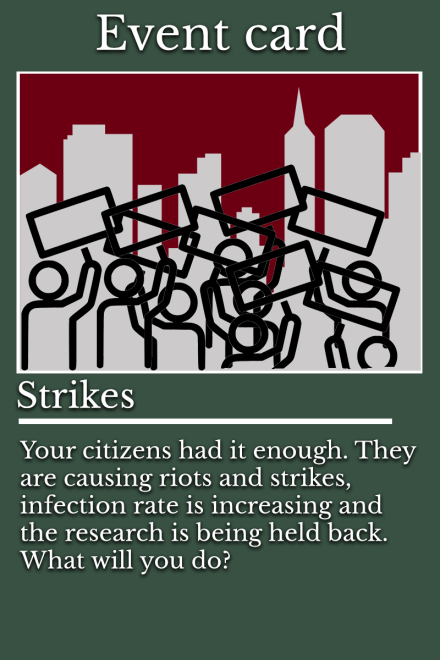 Event card
Strikes
Your citizens had it enough. They
are causing riots and strikes,
infection rate is increasing and
the research is being held back.
What will you do?